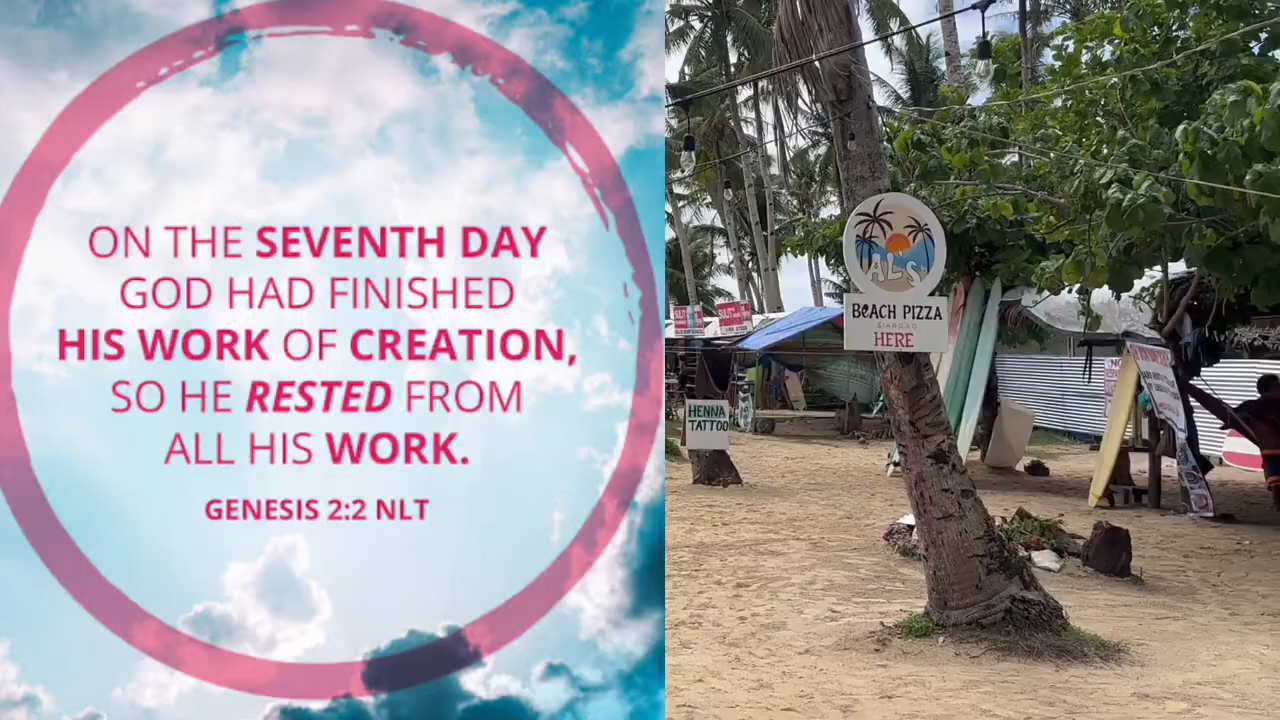 ON THE SEVENTH DAY
GOD HAD FINISHED
HIS WORK OF CREATION,
SO HE RESTED FROM
ALL HIS WORK.
GENESIS 2:2 NLT
ALS
BEACH PIZZA
SIARGAO
HERE
HENNA
TATTOO